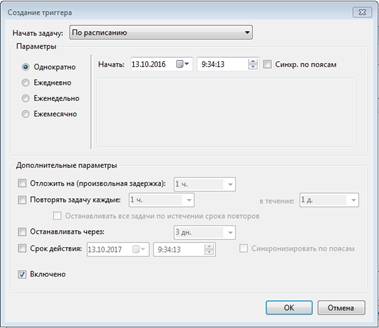 Создание триггера
Начать задачу: По расписанию
Параметры
Однократно
Ежедневно
Еженедельно
Ежемесячно
Начать: 13.10.2016 9:34:13 Синхр. по поясам
Дополнительные параметры
Отложить на (произвольная задержка): 1 ч.
Повторять задачу каждые: 1 ч. в течение: 1 д.
Останавливать все задачи по истечении срока повторов
Останавливать через: 3 дн.
Срок действия: 13.10.2017 9:34:13 Синхронизировать по поясам
Включено
ОК Отмена